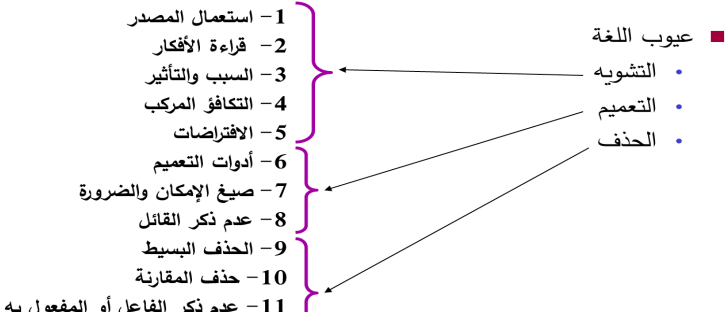 عيوب اللغة
التشويه
التعميم
الحذف
1- استعمال المصدر
2- قراءة الأفكار
3- السبب والتأثير
4- التكافؤ المركب
5- الافتراضات
6- أدوات التعميم
7- صيغ الإمكان والضرورة
8- عدم ذكر القائل
9- الحذف البسيط
10- حذف المقارنة
11- عدم ذكر الفاعل أو المفعول به